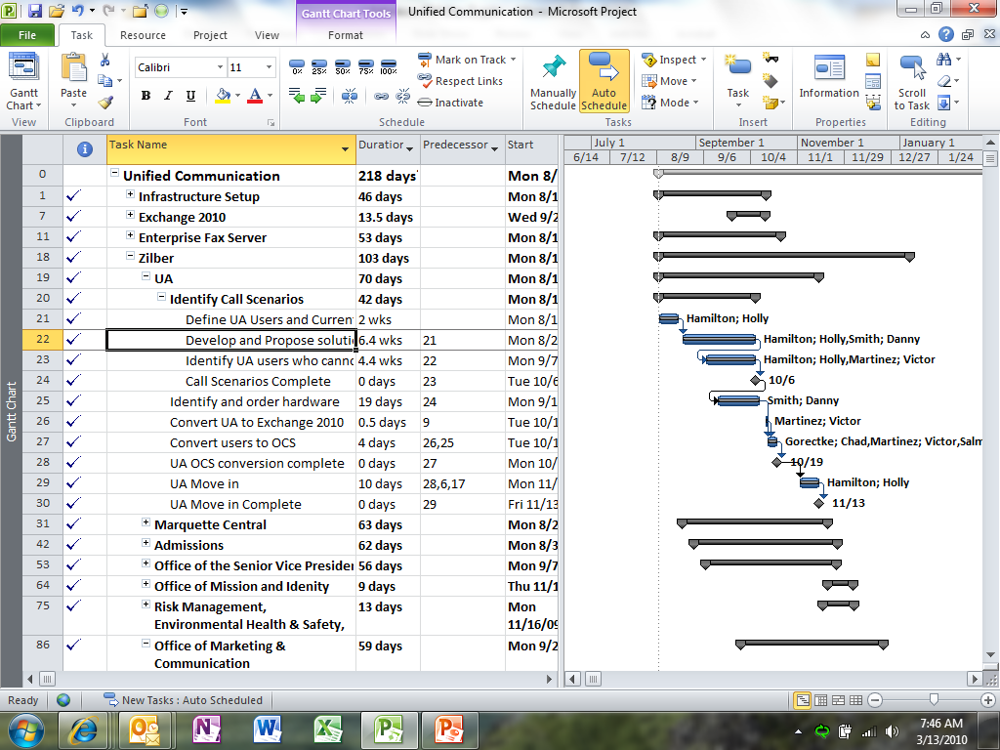 Gantt Chart Tools
Unified Communication - Microsoft Project
File Task Resource Project View Format
Gantt Chart
View
Paste
Clipboard
Calibri 11
B I U A
Font
0% 25% 50% 75% 100%
Mark on Track
Respect Links
Inactivate
Schedule
Manually Schedule
Auto Schedule
Inspect
Move
Mode
Tasks
Task
Insert
Information
Properties
Scroll to Task
Editing
Task Name Duration Predecessor Start
July 1 September 1 November 1 January 1
6/14 7/12 8/9 9/6 10/4 11/1 11/29 12/27 1/24
0 Unified Communication 218 days Mon 8/
1 Infrastructure Setup 46 days Mon 8/1
7 Exchange 2010 13.5 days Wed 9/2
11 Enterprise Fax Server 53 days Mon 8/1
18 Zilber 103 days Mon 8/1
19 UA 70 days Mon 8/1
20 Identify Call Scenarios 42 days Mon 8/1
21 Define UA Users and Curren 2 wks Mon 8/1 Hamilton; Holly
22 Develop and Propose soluti 6.4 wks 21 Mon 8/2 Hamilton; Holly,Smith; Danny
23 Identify UA users who canno 4.4 wks 22 Mon 9/7 Hamilton; Holly,Martinez; Victor
24 Call Scenarios Complete 0 days 23 Tue 10/6 10/6
25 Identify and order hardware 19 days 24 Mon 9/1 Smith; Danny
26 Convert UA to Exchange 2010 0.5 days 9 Tue 10/1 Martinez; Victor
27 Convert users to OCS 4 days 26,25 Tue 10/1 Gorectke; Chad,Martinez; Victor,Salm
28 UA OCS conversion complete 0 days 27 Mon 10/ 10/19
29 UA Move in 10 days 28,6,17 Mon 11/ Hamilton; Holly
30 UA Move in Complete 0 days 29 Fri 11/13 11/13
31 Marquette Central 63 days Mon 8/2
42 Admissions 62 days Mon 8/3
53 Office of the Senior Vice Presider 56 days Mon 9/7
64 Office of Mission and Idenity 9 days Thu 11/1
75 Risk Management, 13 days Mon
Environmental Health & Safety, 11/16/09
86 Office of Marketing & 59 days Mon 9/2
Communication
Gantt Chart
Ready New Tasks : Auto Scheduled
7:46 AM
3/13/2010